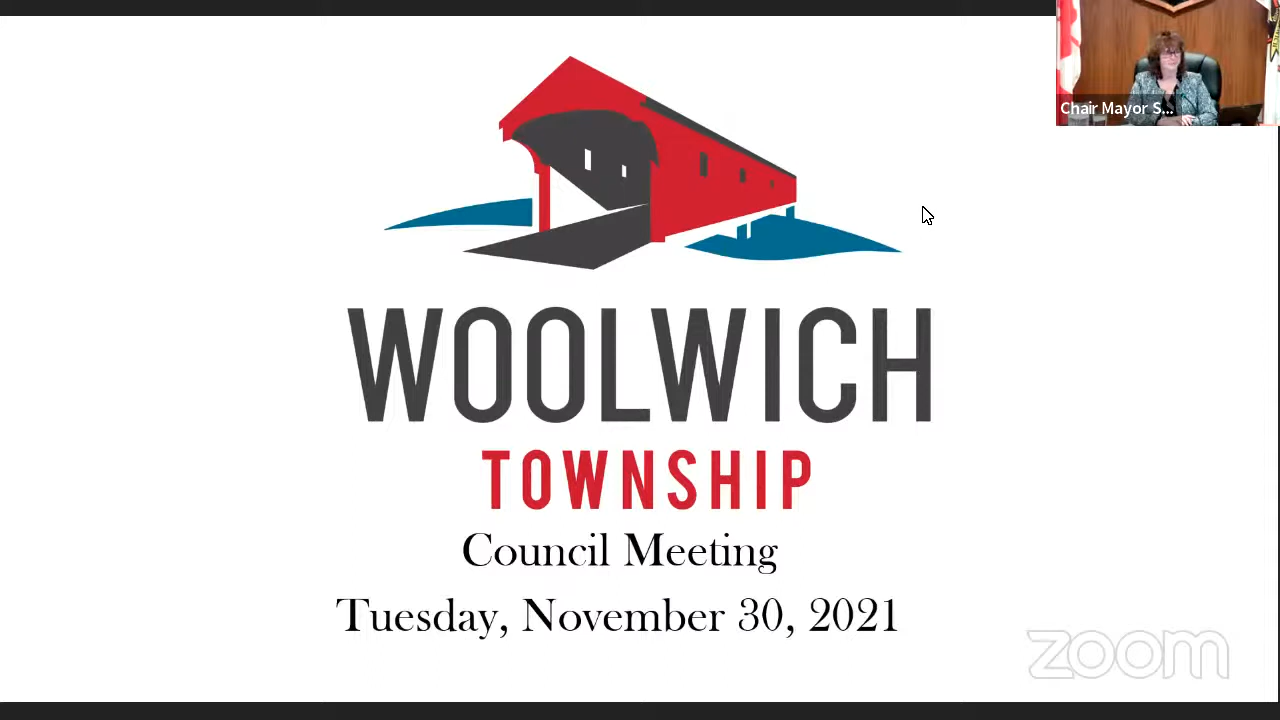 Chair Mayor S...
WOOLWICH
TOWNSHIP
Council Meeting
Tuesday, November 30, 2021
zoom